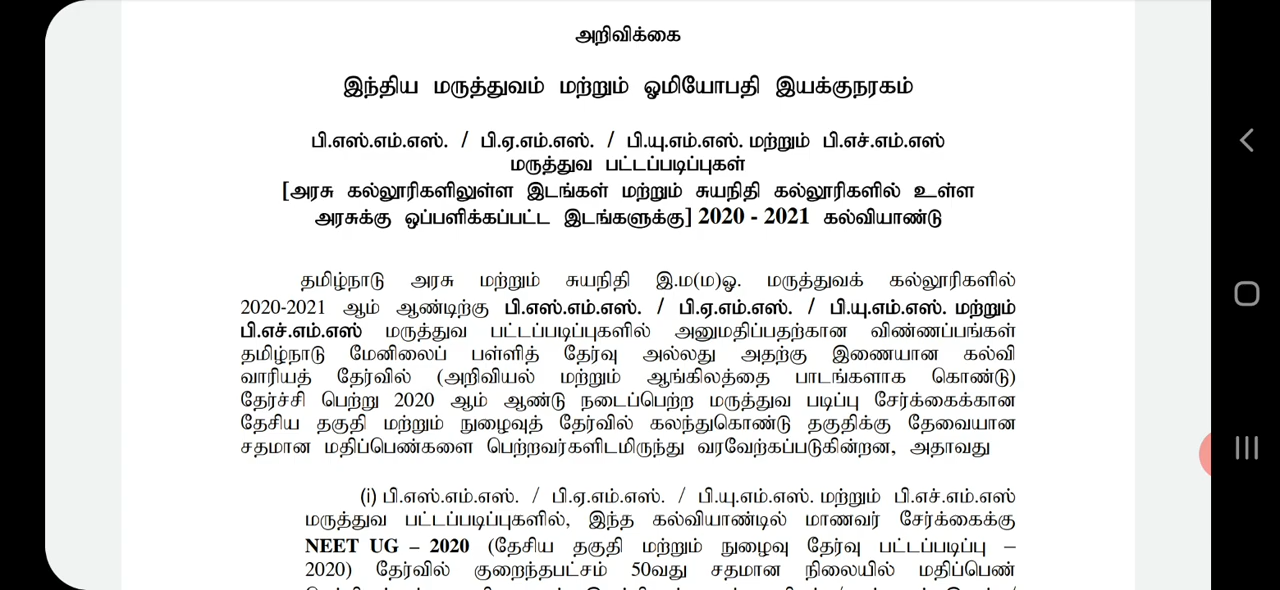 அறிவிக்கை
இந்திய மருத்துவம் மற்றும் ஓமியோபதி இயக்குநரகம்
பி.எஸ்.எம்.எஸ். / பி.ஏ.எம்.எஸ். / பி.யு.எம்.எஸ். மற்றும் பி.எச்.எம்.எஸ்
மருத்துவ பட்டப்படிப்புகள்
[அரசு கல்லூரிகளிலுள்ள இடங்கள் மற்றும் சுயநிதி கல்லூரிகளில் உள்ள
அரசுக்கு ஒப்பளிக்கப்பட்ட இடங்களுக்கு] 2020 - 2021 கல்வியாண்டு
தமிழ்நாடு அரசு மற்றும் சுயநிதி இ.ம(ம)ஓ. மருத்துவக் கல்லூரிகளில்
2020-2021 ஆம் ஆண்டிற்கு பி.எஸ்.எம்.எஸ். / பி.ஏ.எம்.எஸ். / பி.யு.எம்.எஸ். மற்றும்
பி.எச்.எம்.எஸ் மருத்துவ பட்டப்படிப்புகளில் அனுமதிப்பதற்கான விண்ணப்பங்கள்
தமிழ்நாடு மேனிலைப் பள்ளித் தேர்வு அல்லது அதற்கு இணையான கல்வி
வாரியத் தேர்வில் (அறிவியல் மற்றும் ஆங்கிலத்தை பாடங்களாக கொண்டு)
தேர்ச்சி பெற்று 2020 ஆம் ஆண்டு நடைப்பெற்ற மருத்துவ படிப்பு சேர்க்கைக்கான
தேசிய தகுதி மற்றும் நுழைவுத் தேர்வில் கலந்துகொண்டு தகுதிக்கு தேவையான
சதமான மதிப்பெண்களை பெற்றவர்களிடமிருந்து வரவேற்கப்படுகின்றன, அதாவது
(i) பி.எஸ்.எம்.எஸ். / பி.ஏ.எம்.எஸ். / பி.யு.எம்.எஸ். மற்றும் பி.எச்.எம்.எஸ்
மருத்துவ பட்டப்படிப்புகளில், இந்த கல்வியாண்டில் மாணவர் சேர்க்கைக்கு
NEET UG – 2020 (தேசிய தகுதி மற்றும் நுழைவு தேர்வு பட்டப்படிப்பு –
2020) தேர்வில் குறைந்தபட்சம் 50வது சதமான நிலையில் மதிப்பெண்